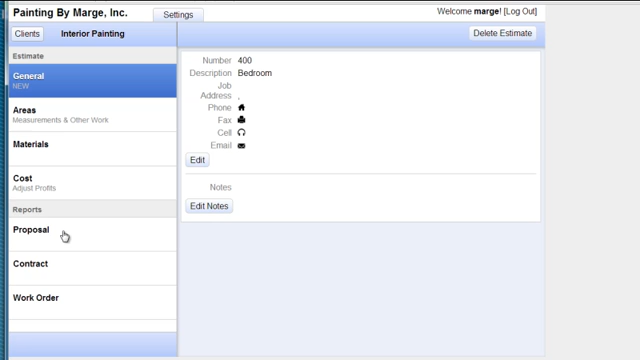 Painting By Marge, Inc.
Settings
Welcome marge! [Log Out]
Clients
Interior Painting
Delete Estimate
Estimate
General
NEW
Areas
Measurements & Other Work
Materials
Cost
Adjust Profits
Reports
Proposal
Contract
Work Order
Number 400
Description Bedroom
Job
Address ,
Phone
Fax
Cell
Email
Edit
Notes
Edit Notes